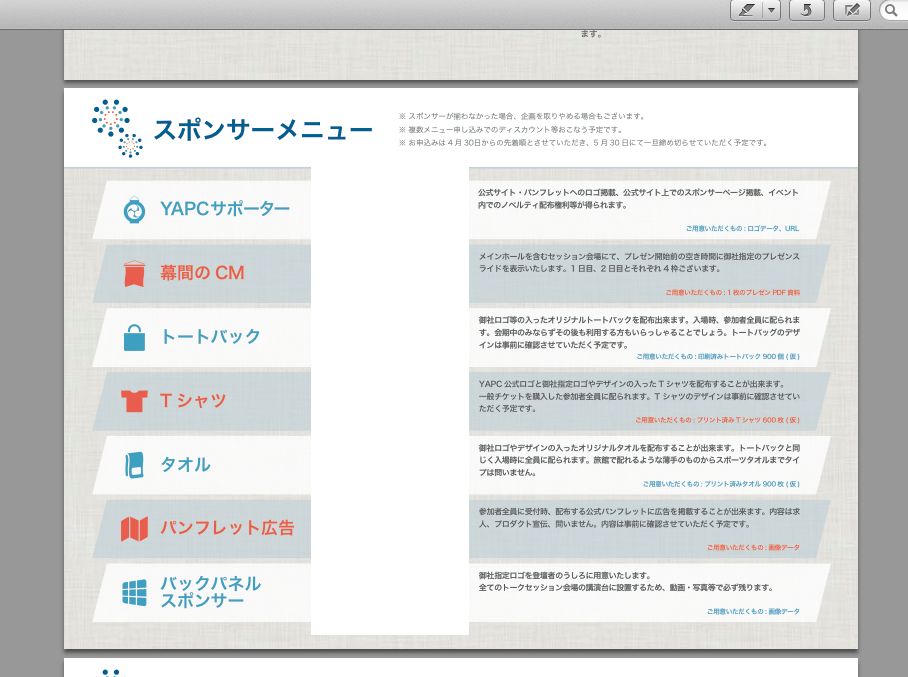 ます。
スポンサーメニュー
※ スポンサーが揃わなかった場合、企画を取りやめる場合もございます。
※ 複数メニュー申し込みでのディスカウント等おこなう予定です。
※ お申込みは 4 月 30日からの先着順とさせていただき、5 月 30 日にて一旦締め切らせていただく予定です。
YAPCサポーター
公式サイト・パンフレットへのロゴ掲載、公式サイト上でのスポンサーページ掲載、イベント
内でのノベルティ配布権利等が得られます。
ご用意いただくもの : ロゴデータ、URL
幕間の CM
メインホールを含むセッション会場にて、プレゼン開始前の空き時間に御社指定のプレゼンス
ライドを表示いたします。1 日目、2 日目とそれぞれ 4 枠ございます。
ご用意いただくもの : 1 枚のプレゼン PDF 資料
トートバック
御社ロゴ等の入ったオリジナルトートバックを配布出来ます。入場時、参加者全員に配られま
す。会期中のみならずその後も利用する方もいらっしゃることでしょう。トートバッグのデザ
インは事前に確認させていただく予定です。
ご用意いただくもの : 印刷済みトートバック 900 個 ( 仮 )
T シャツ
YAPC 公式ロゴと御社指定ロゴやデザインの入った T シャツを配布することが出来ます。
一般チケットを購入した参加者全員に配られます。T シャツのデザインは事前に確認させてい
ただく予定です。
ご用意いただくもの : プリント済み T シャツ 600 枚 ( 仮 )
タオル
御社ロゴやデザインの入ったオリジナルタオルを配布することが出来ます。トートバックと同
じく入場時に全員に配られます。旅館で配れるような薄手のものからスポーツタオルまでタイ
プは問いません。
ご用意いただくもの : プリント済みタオル 900 枚 ( 仮 )
パンフレット広告
参加者全員に受付時、配布する公式パンフレットに広告を掲載することが出来ます。内容は求
人、プロダクト宣伝、問いません。内容は事前に確認させていただく予定です。
ご用意いただくもの : 画像データ
バックパネル
スポンサー
御社指定ロゴを登壇者のうしろに用意いたします。
全てのトークセッション会場の講演台に設置するため、動画・写真等で必ず残ります。
ご用意いただくもの : 画像データ